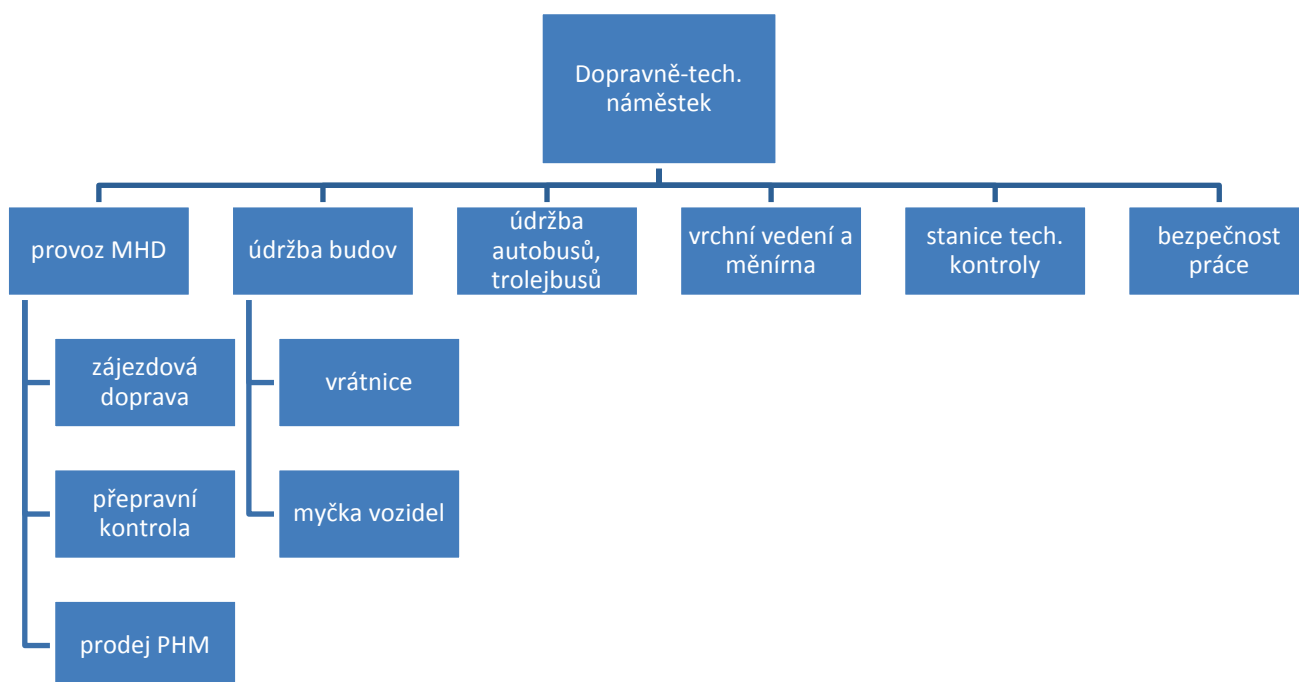 Dopravně-tech.
náměstek
provoz MHD
údržba budov
údržba
autobusů,
trolejbusů
vrchní vedení a
měnírna
stanice tech.
kontroly
bezpečnost
práce
zájezdová
doprava
vrátnice
přepravní
kontrola
myčka vozidel
prodej PHM